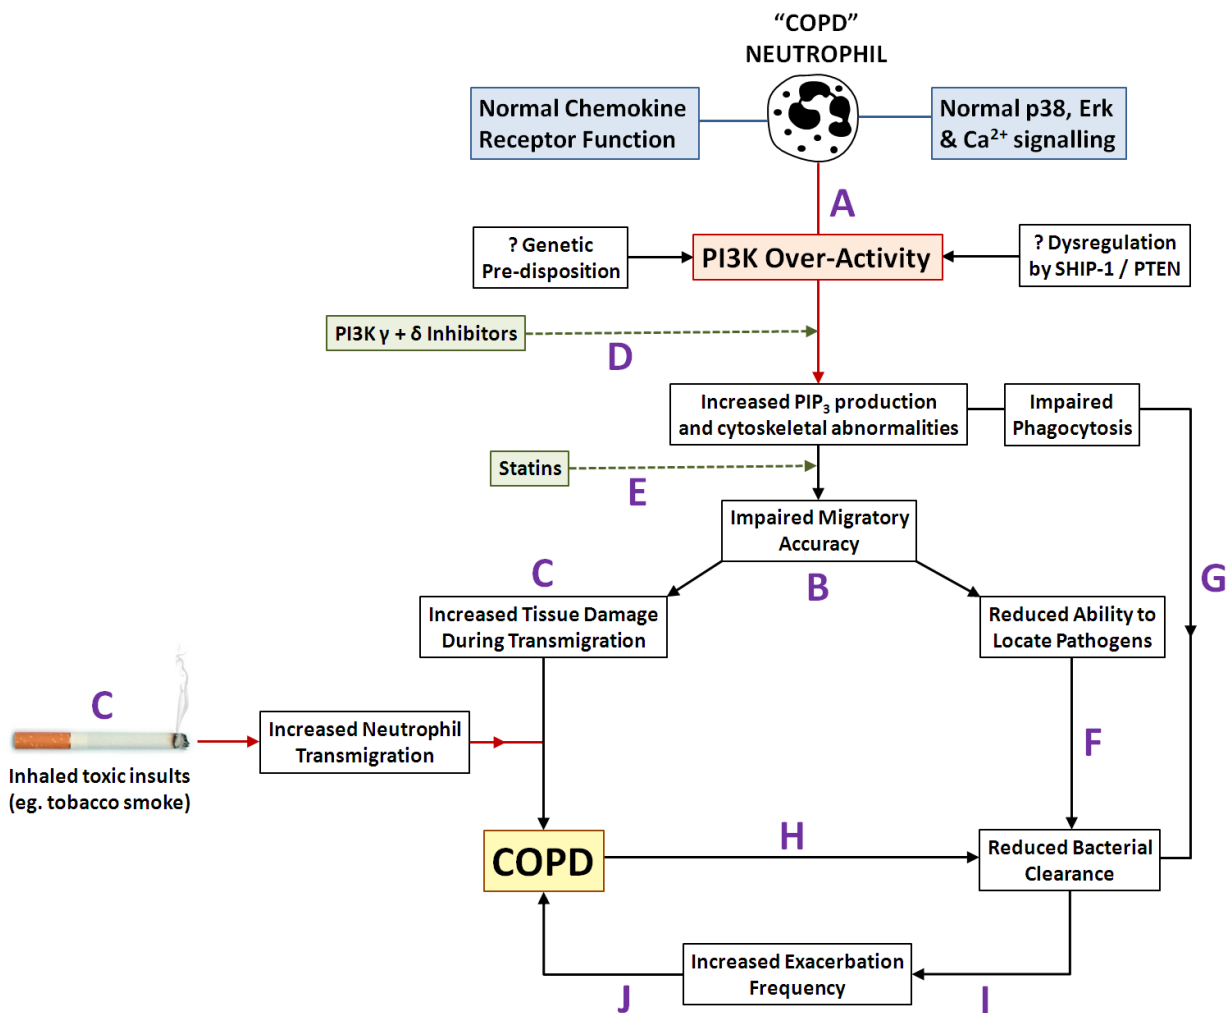 “COPD”
NEUTROPHIL
Normal Chemokine
Receptor Function
Normal p38, Erk
& Ca²⁺ signalling
A
? Genetic
Pre-disposition
PI3K Over-Activity
? Dysregulation
by SHIP-1 / PTEN
PI3K γ + δ Inhibitors
D
Increased PIP₃ production
and cytoskeletal abnormalities
Impaired
Phagocytosis
Statins
E
Impaired Migratory
Accuracy
B
C
G
Increased Tissue Damage
During Transmigration
Reduced Ability to
Locate Pathogens
C
Inhaled toxic insults
(eg. tobacco smoke)
Increased Neutrophil
Transmigration
F
COPD
H
Reduced Bacterial
Clearance
Increased Exacerbation
Frequency
J
I